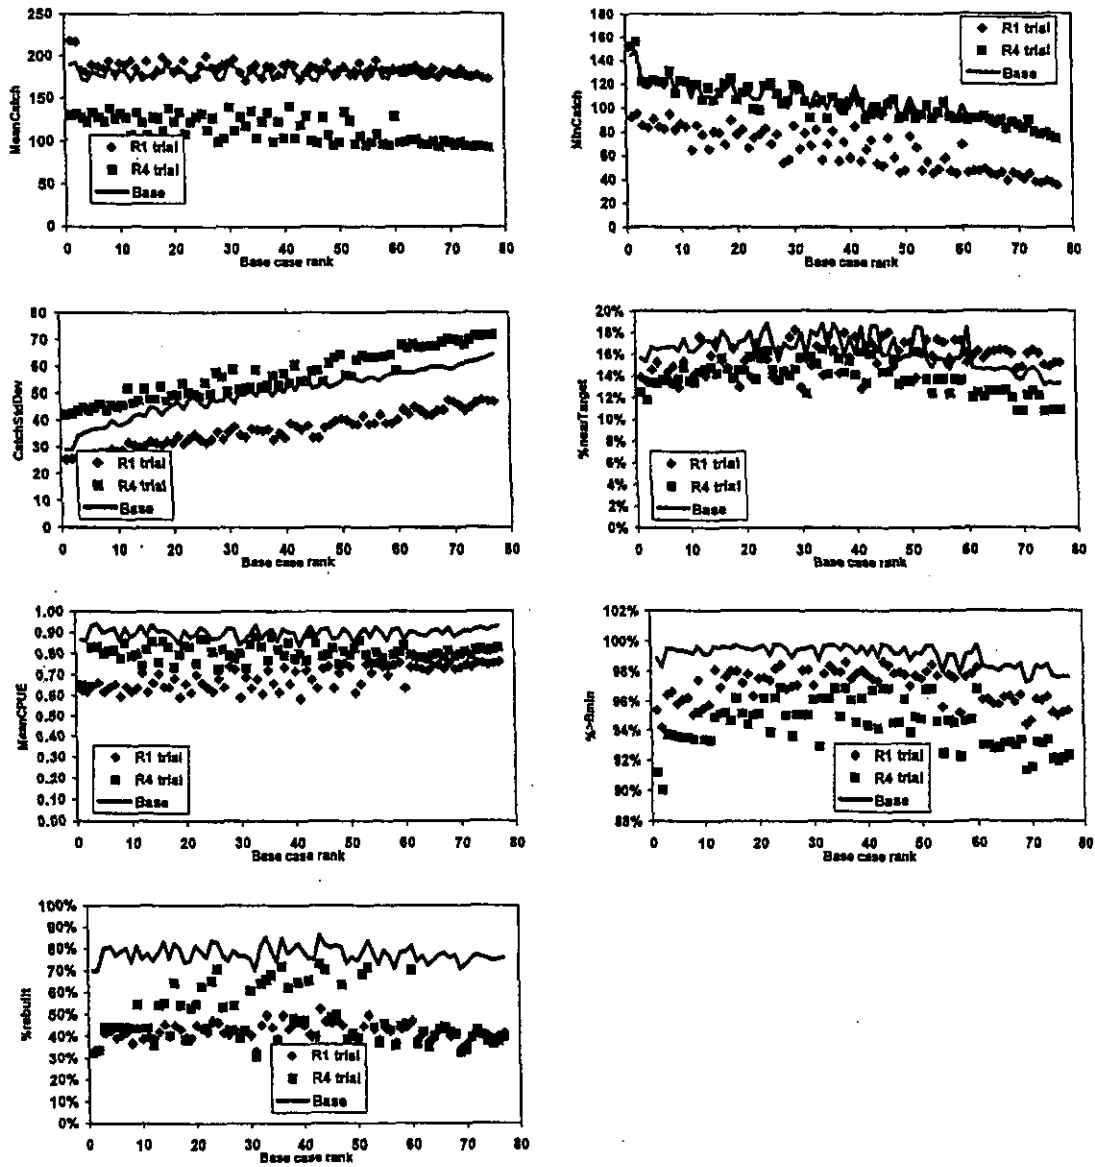 250
200
150
100
50
0
MeanCatch
R1 trial
R4 trial
Base
0 10 20 30 40 50 60 70 80
Base case rank
180
160
140
120
100
80
60
40
20
0
MinCatch
R1 trial
R4 trial
Base
0 10 20 30 40 50 60 70 80
Base case rank
80
70
60
50
40
30
20
10
0
CatchStdDev
R1 trial
R4 trial
Base
0 10 20 30 40 50 60 70 80
Base case rank
20%
18%
16%
14%
12%
10%
8%
6%
4%
2%
0%
%nearTarget
R1 trial
R4 trial
Base
0 10 20 30 40 50 60 70 80
Base case rank
1.00
0.90
0.80
0.70
0.60
0.50
0.40
0.30
0.20
0.10
0.00
MeanCPUE
R1 trial
R4 trial
Base
0 10 20 30 40 50 60 70 80
Base case rank
102%
100%
98%
96%
94%
92%
90%
88%
%>Bmin
R1 trial
R4 trial
Base
0 10 20 30 40 50 60 70 80
Base case rank
100%
90%
80%
70%
60%
50%
40%
30%
20%
10%
0%
%rebuilt
R1 trial
R4 trial
Base
0 10 20 30 40 50 60 70 80
Base case rank